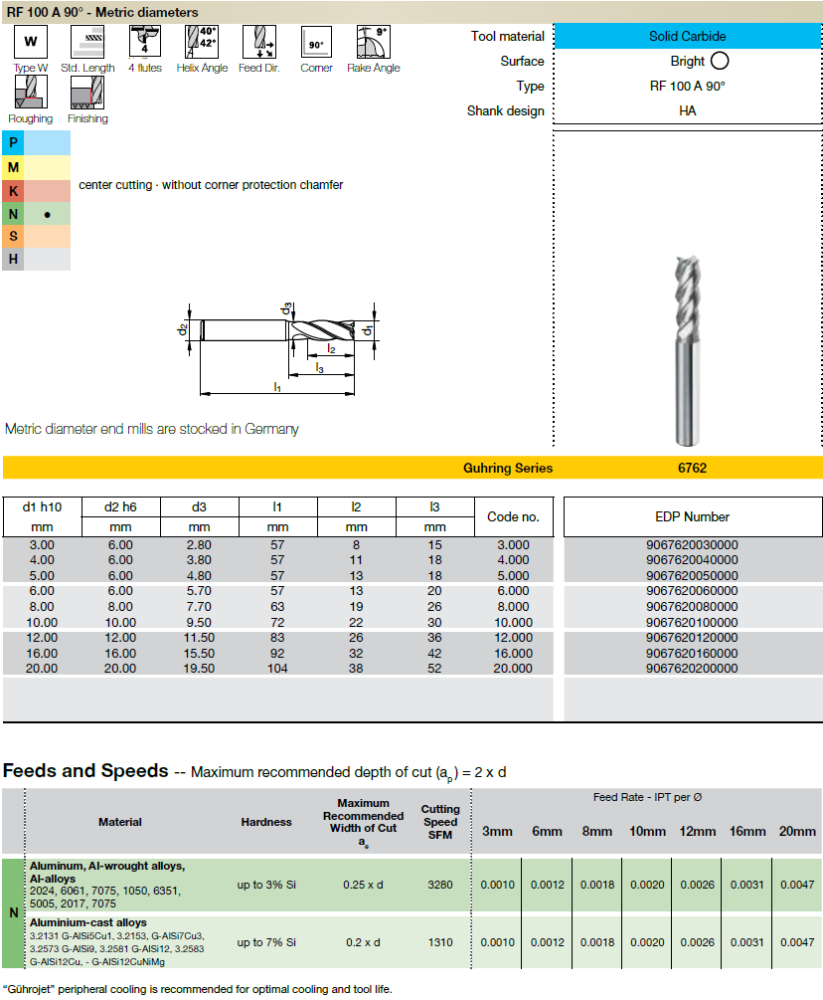 RF 100 A 90° - Metric diameters
W
4
40°
42°
90°
9°
Type W Std. Length 4 flutes Helix Angle Feed Dir. Corner Rake Angle
Roughing Finishing
Tool material Solid Carbide
Surface Bright
Type RF 100 A 90°
Shank design HA
P
M
K
N ●
S
H
center cutting · without corner protection chamfer
d2
d3
d1
l2
l3
l1
Metric diameter end mills are stocked in Germany
Guhring Series 6762
d1 h10 d2 h6 d3 l1 l2 l3 Code no. EDP Number
mm mm mm mm mm mm
3.00 6.00 2.80 57 8 15 3.000 9067620030000
4.00 6.00 3.80 57 11 18 4.000 9067620040000
5.00 6.00 4.80 57 13 18 5.000 9067620050000
6.00 6.00 5.70 57 13 20 6.000 9067620060000
8.00 8.00 7.70 63 19 26 8.000 9067620080000
10.00 10.00 9.50 72 22 30 10.000 9067620100000
12.00 12.00 11.50 83 26 36 12.000 9067620120000
16.00 16.00 15.50 92 32 42 16.000 9067620160000
20.00 20.00 19.50 104 38 52 20.000 9067620200000
Feeds and Speeds -- Maximum recommended depth of cut (ap) = 2 x d
Material Hardness Maximum Recommended Width of Cut ae Cutting Speed SFM Feed Rate - IPT per Ø
3mm 6mm 8mm 10mm 12mm 16mm 20mm
N
Aluminum, Al-wrought alloys,
Al-alloys
2024, 6061, 7075, 1050, 6351,
5005, 2017, 7075
up to 3% Si 0.25 x d 3280 0.0010 0.0012 0.0018 0.0020 0.0026 0.0031 0.0047
Aluminium-cast alloys
3.2131 G-AlSi5Cu1, 3.2153, G-AlSi7Cu3,
3.2573 G-AlSi9, 3.2581 G-AlSi12, 3.2583
G-AlSi12Cu, - G-AlSi12CuNiMg
up to 7% Si 0.2 x d 1310 0.0010 0.0012 0.0018 0.0020 0.0026 0.0031 0.0047
“Gührojet” peripheral cooling is recommended for optimal cooling and tool life.